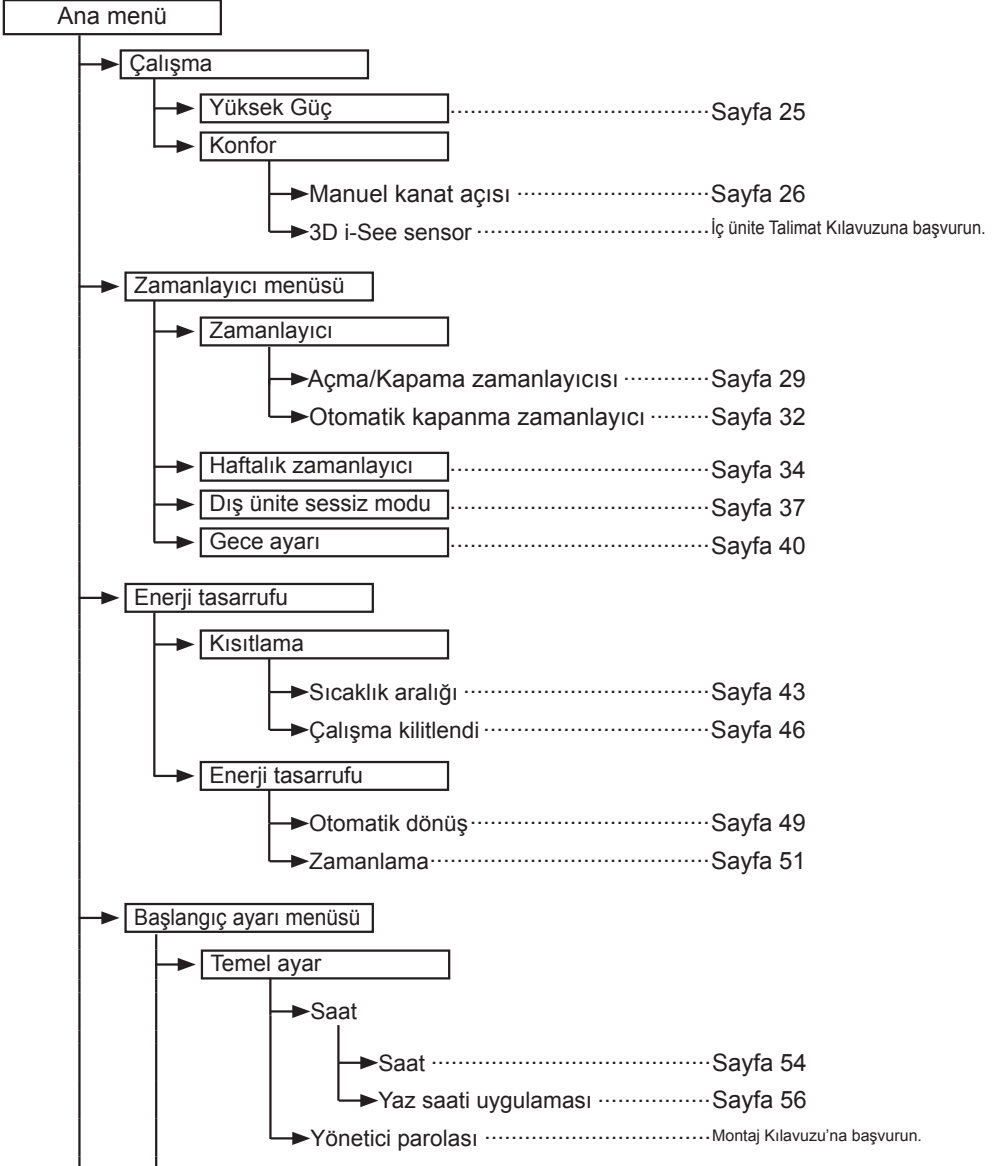 Ana menü
Çalışma
Yüksek Güç ································ Sayfa 25
Konfor
Manuel kanat açısı ························ Sayfa 26
3D i-See sensor ····························· İç ünite Talimat Kılavuzuna başvurun.
Zamanlayıcı menüsü
Zamanlayıcı
Açma/Kapama zamanlayıcısı ············ Sayfa 29
Otomatik kapanma zamanlayıcı ········· Sayfa 32
Haftalık zamanlayıcı ································ Sayfa 34
Dış ünite sessiz modu ································ Sayfa 37
Gece ayarı ································ Sayfa 40
Enerji tasarrufu
Kısıtlama
Sıcaklık aralığı ······························ Sayfa 43
Çalışma kilitlendi ···························· Sayfa 46
Enerji tasarrufu
Otomatik dönüş ······························ Sayfa 49
Zamanlama ·································· Sayfa 51
Başlangıç ayarı menüsü
Temel ayar
Saat
Saat ··································· Sayfa 54
Yaz saati uygulaması ·············· Sayfa 56
Yönetici parolası ···························· Montaj Kılavuzu’na başvurun.